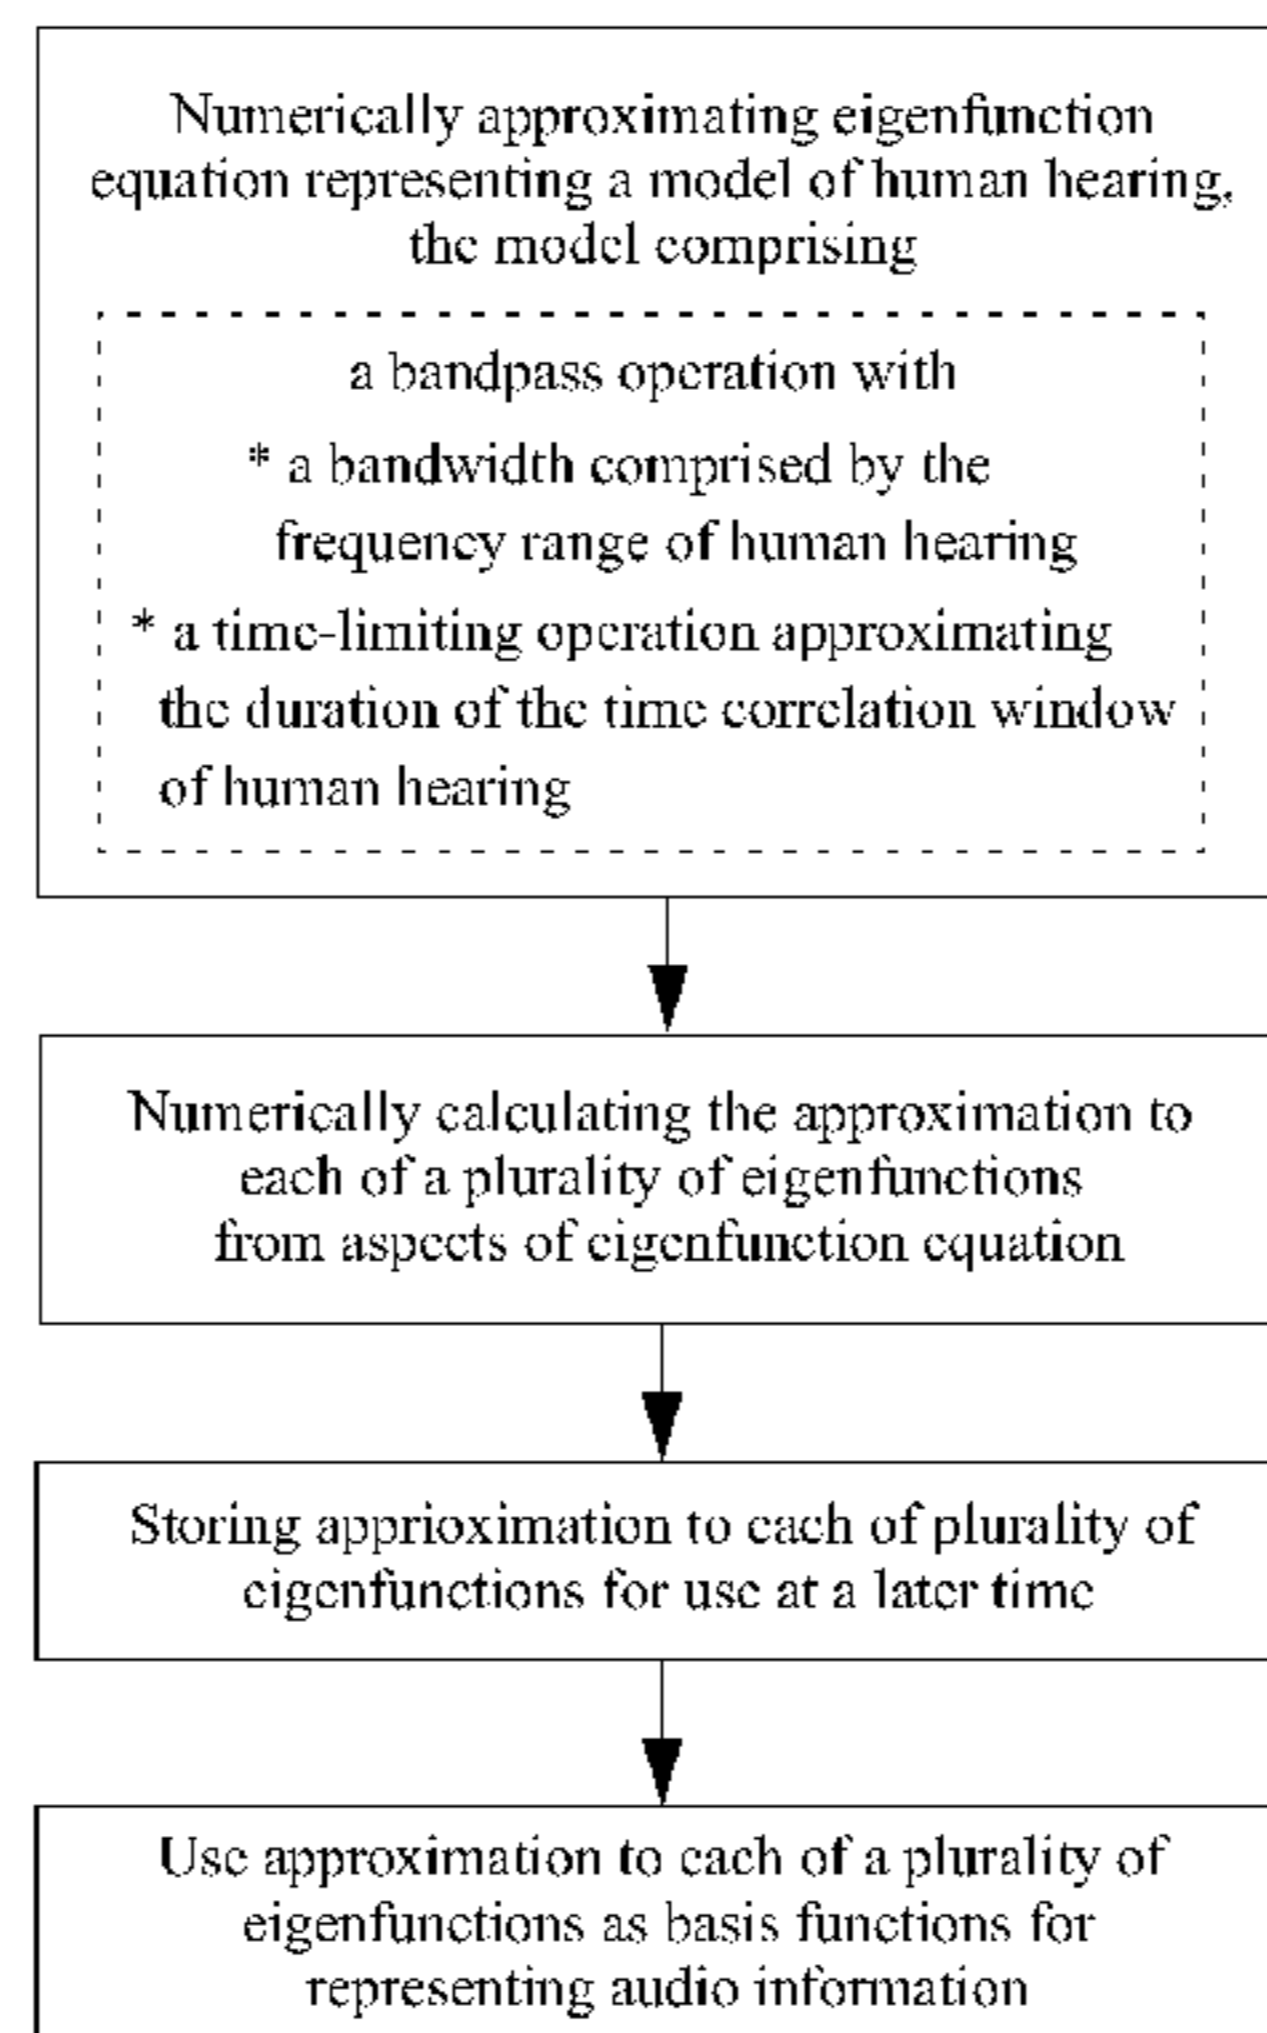 Numerically approximating eigenfunction
equation representing a model of human hearing,
the model comprising
a bandpass operation with
* a bandwidth comprised by the
frequency range of human hearing
* a time-limiting operation approximating
the duration of the time correlation window
of human hearing
Numerically calculating the approximation to
each of a plurality of eigenfunctions
from aspects of eigenfunction equation
Storing apprioximation to each of plurality of
eigenfunctions for use at a later time
Use approximation to each of a plurality of
eigenfunctions as basis functions for
representing audio information